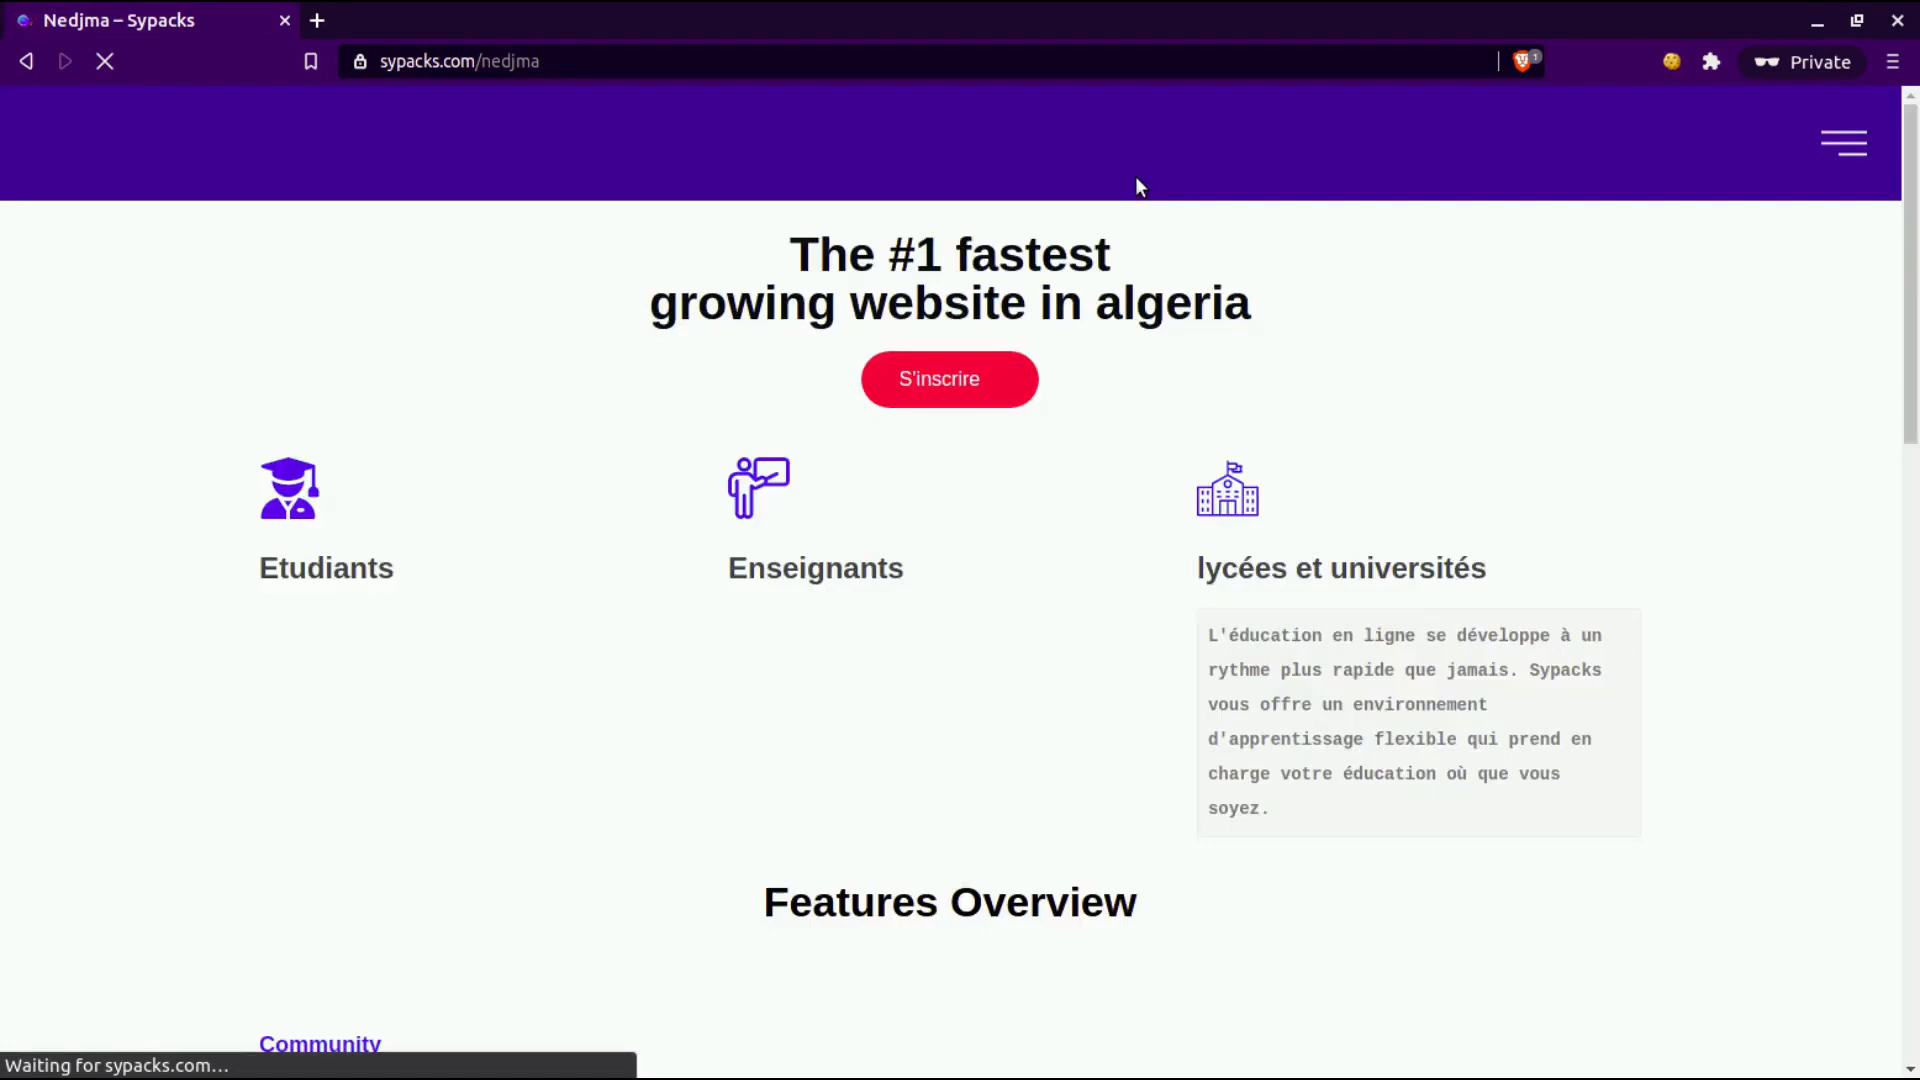 Nedjma – Sypacks
sypacks.com/nedjma
1
Private
The #1 fastest
growing website in algeria
S'inscrire
Etudiants
Enseignants
lycées et universités
L'éducation en ligne se développe à un
rythme plus rapide que jamais. Sypacks
vous offre un environnement
d'apprentissage flexible qui prend en
charge votre éducation où que vous
soyez.
Features Overview
Community
Waiting for sypacks.com...